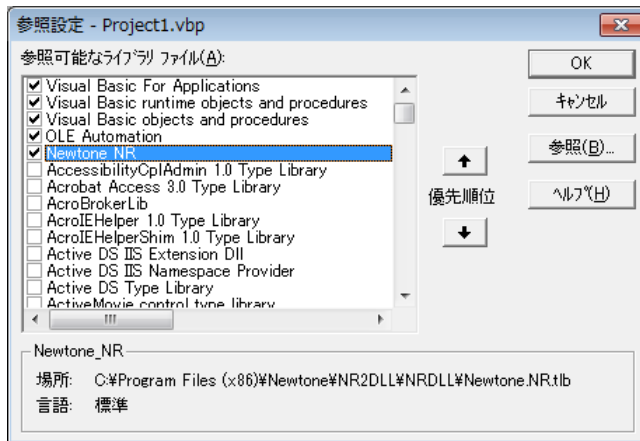 参照設定 - Project1.vbp
参照可能なライブラリ ファイル(A):
Visual Basic For Applications
Visual Basic runtime objects and procedures
Visual Basic objects and procedures
OLE Automation
Newtone_NR
AccessibilityCplAdmin 1.0 Type Library
Acrobat Access 3.0 Type Library
AcroBrokerLib
AcroIEHelper 1.0 Type Library
AcroIEHelperShim 1.0 Type Library
Active DS IIS Extension Dll
Active DS IIS Namespace Provider
Active DS Type Library
ActiveMovie control type library
優先順位
OK
キャンセル
参照(B)...
ヘルプ(H)
Newtone_NR
場所: C:¥Program Files (x86)¥Newtone¥NR2DLL¥NRDLL¥Newtone.NR.tlb
言語: 標準